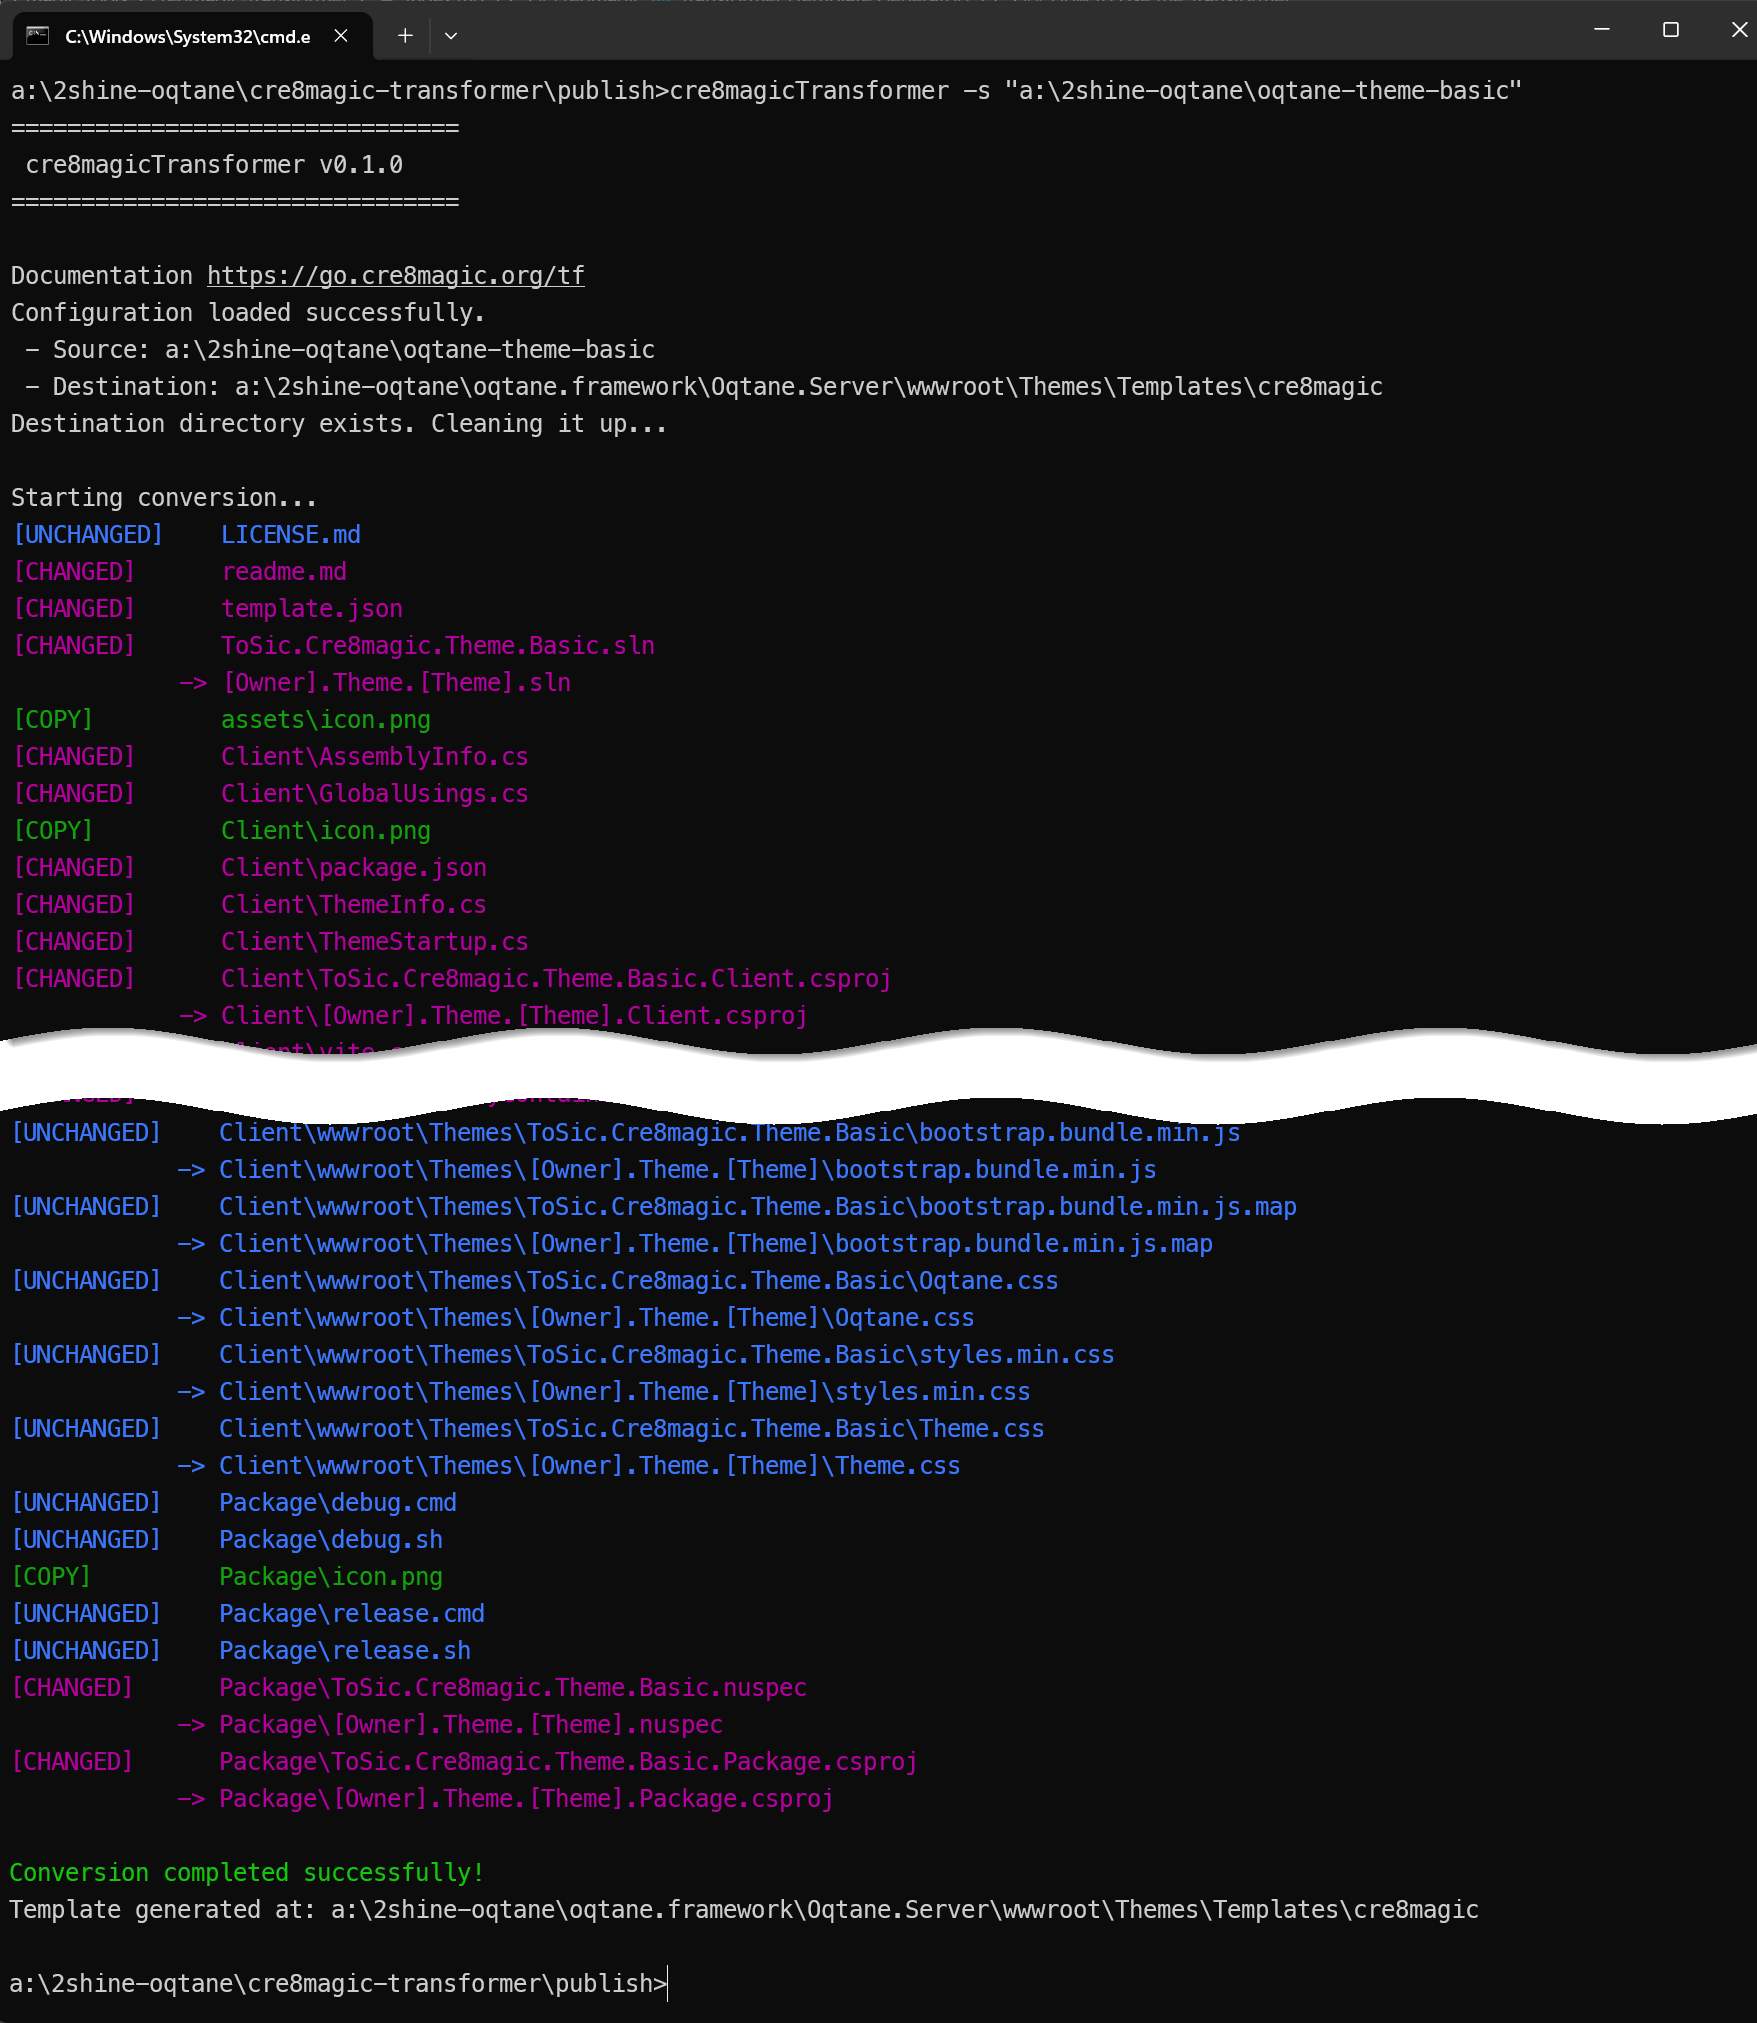 C:\Windows\System32\cmd.e
a:\2shine-oqtane\cre8magic-transformer\publish>cre8magicTransformer -s "a:\2shine-oqtane\oqtane-theme-basic"
================================
 cre8magicTransformer v0.1.0
================================
Documentation https://go.cre8magic.org/tf
Configuration loaded successfully.
 - Source: a:\2shine-oqtane\oqtane-theme-basic
 - Destination: a:\2shine-oqtane\oqtane.framework\Oqtane.Server\wwwroot\Themes\Templates\cre8magic
Destination directory exists. Cleaning it up...
Starting conversion...
[UNCHANGED] LICENSE.md
[CHANGED] readme.md
[CHANGED] template.json
[CHANGED] ToSic.Cre8magic.Theme.Basic.sln
-> [Owner].Theme.[Theme].sln
[COPY] assets\icon.png
[CHANGED] Client\AssemblyInfo.cs
[CHANGED] Client\GlobalUsings.cs
[COPY] Client\icon.png
[CHANGED] Client\package.json
[CHANGED] Client\ThemeInfo.cs
[CHANGED] Client\ThemeStartup.cs
[CHANGED] Client\ToSic.Cre8magic.Theme.Basic.Client.csproj
-> Client\[Owner].Theme.[Theme].Client.csproj
[UNCHANGED] Client\wwwroot\Themes\ToSic.Cre8magic.Theme.Basic\bootstrap.bundle.min.js
-> Client\wwwroot\Themes\[Owner].Theme.[Theme]\bootstrap.bundle.min.js
[UNCHANGED] Client\wwwroot\Themes\ToSic.Cre8magic.Theme.Basic\bootstrap.bundle.min.js.map
-> Client\wwwroot\Themes\[Owner].Theme.[Theme]\bootstrap.bundle.min.js.map
[UNCHANGED] Client\wwwroot\Themes\ToSic.Cre8magic.Theme.Basic\Oqtane.css
-> Client\wwwroot\Themes\[Owner].Theme.[Theme]\Oqtane.css
[UNCHANGED] Client\wwwroot\Themes\ToSic.Cre8magic.Theme.Basic\styles.min.css
-> Client\wwwroot\Themes\[Owner].Theme.[Theme]\styles.min.css
[UNCHANGED] Client\wwwroot\Themes\ToSic.Cre8magic.Theme.Basic\Theme.css
-> Client\wwwroot\Themes\[Owner].Theme.[Theme]\Theme.css
[UNCHANGED] Package\debug.cmd
[UNCHANGED] Package\debug.sh
[COPY] Package\icon.png
[UNCHANGED] Package\release.cmd
[UNCHANGED] Package\release.sh
[CHANGED] Package\ToSic.Cre8magic.Theme.Basic.nuspec
-> Package\[Owner].Theme.[Theme].nuspec
[CHANGED] Package\ToSic.Cre8magic.Theme.Basic.Package.csproj
-> Package\[Owner].Theme.[Theme].Package.csproj
Conversion completed successfully!
Template generated at: a:\2shine-oqtane\oqtane.framework\Oqtane.Server\wwwroot\Themes\Templates\cre8magic
a:\2shine-oqtane\cre8magic-transformer\publish>